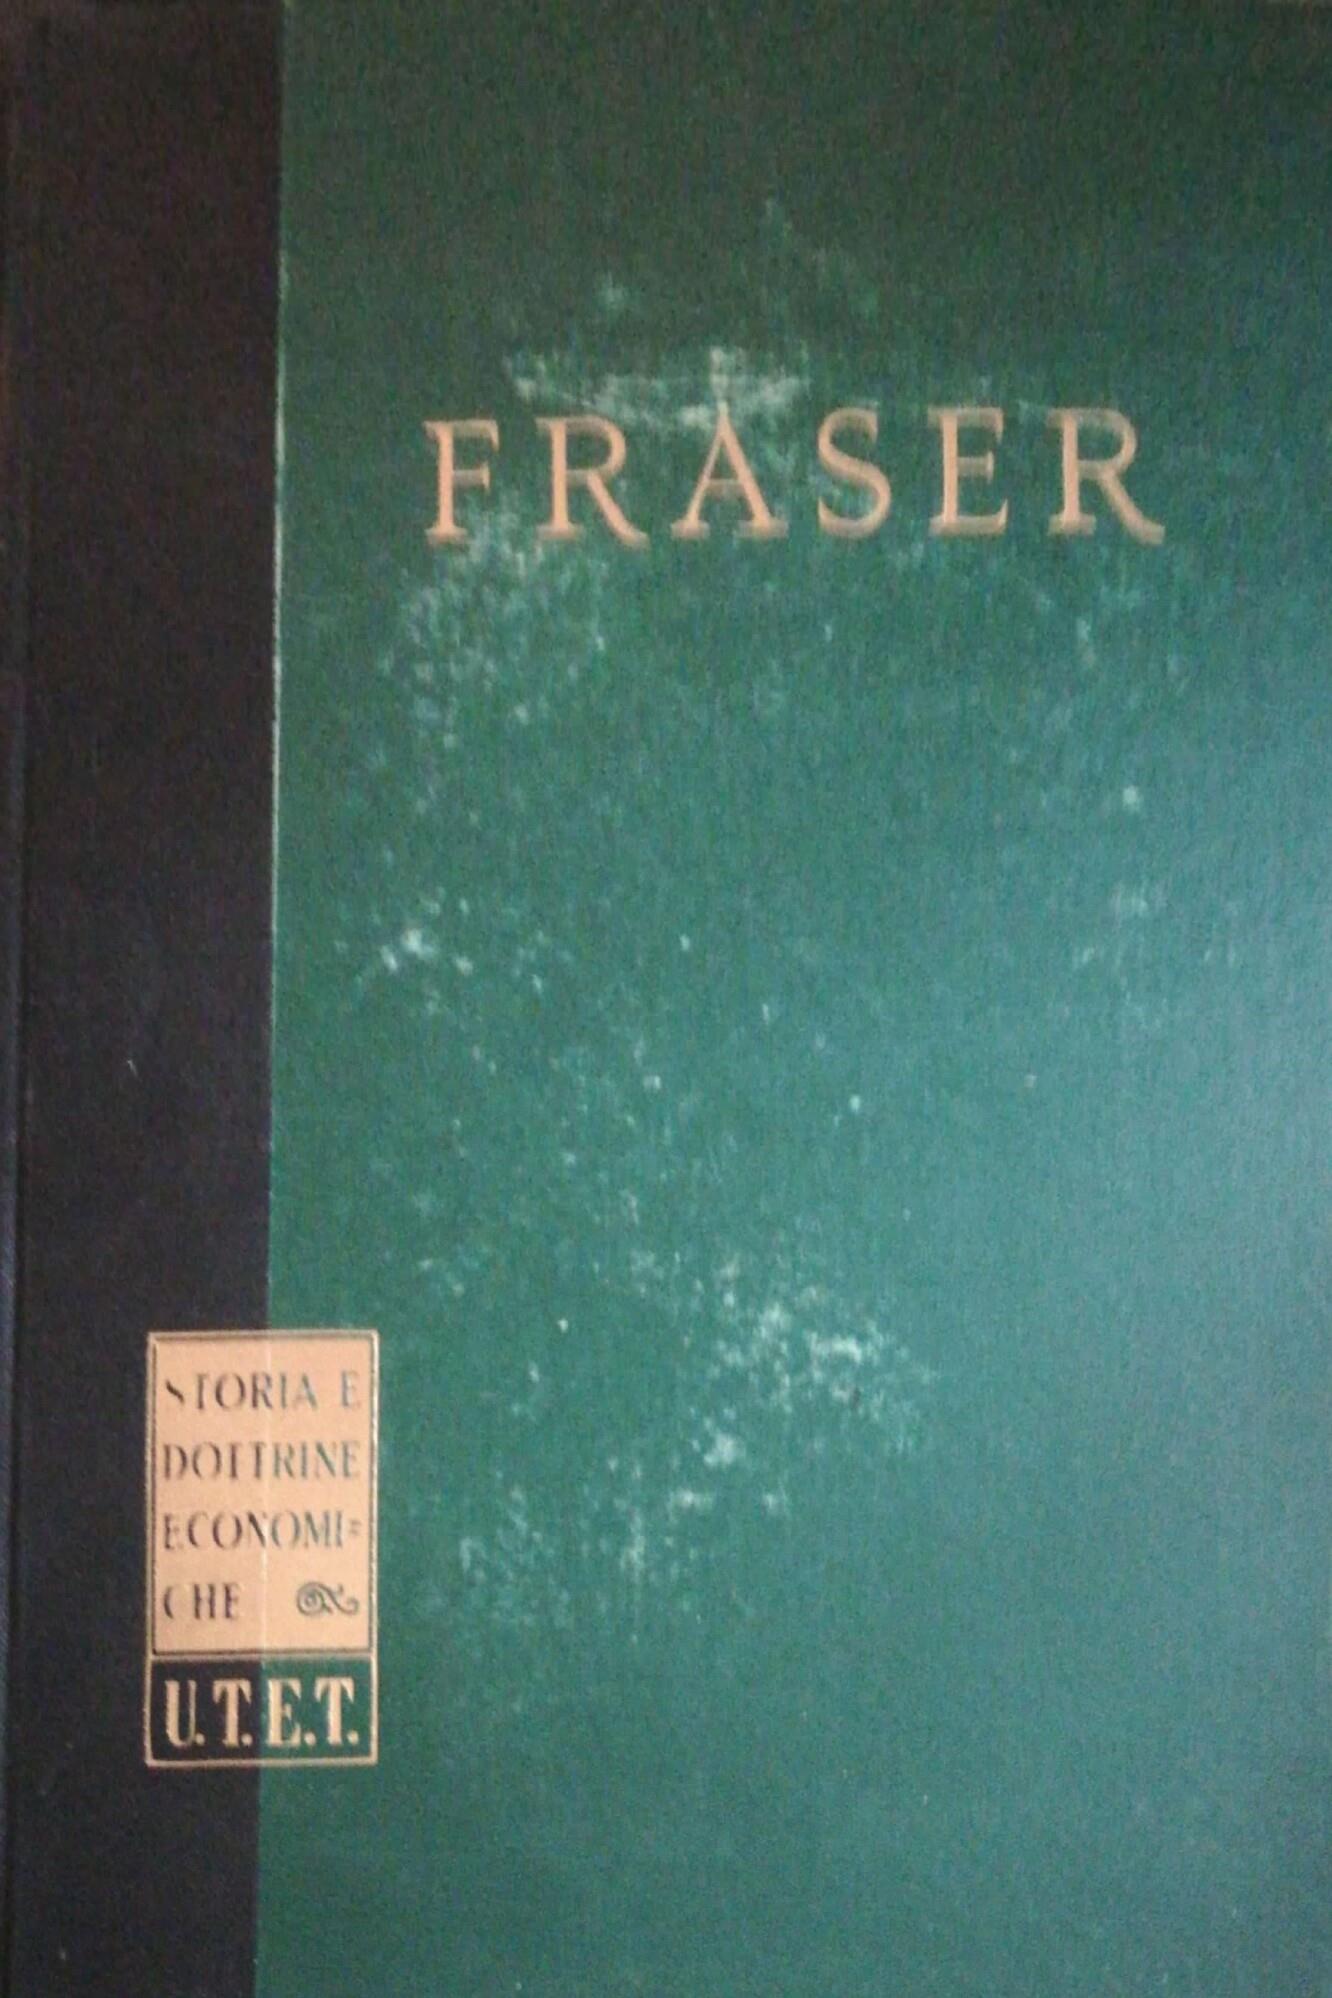 FRASER
STORIA E
DOTTRINE
ECONOMI=
CHE
U.T.E.T.